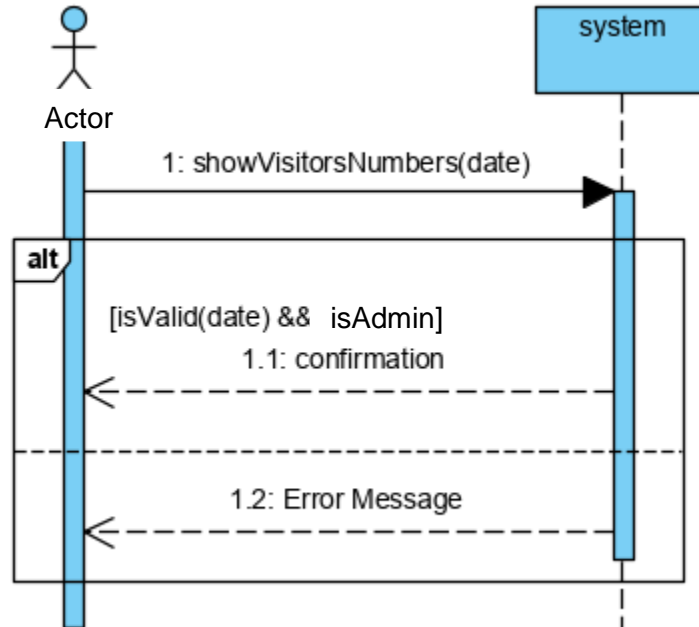 system
Actor
1: showVisitorsNumbers(date)
alt
[isValid(date) && isAdmin]
1.1: confirmation
1.2: Error Message